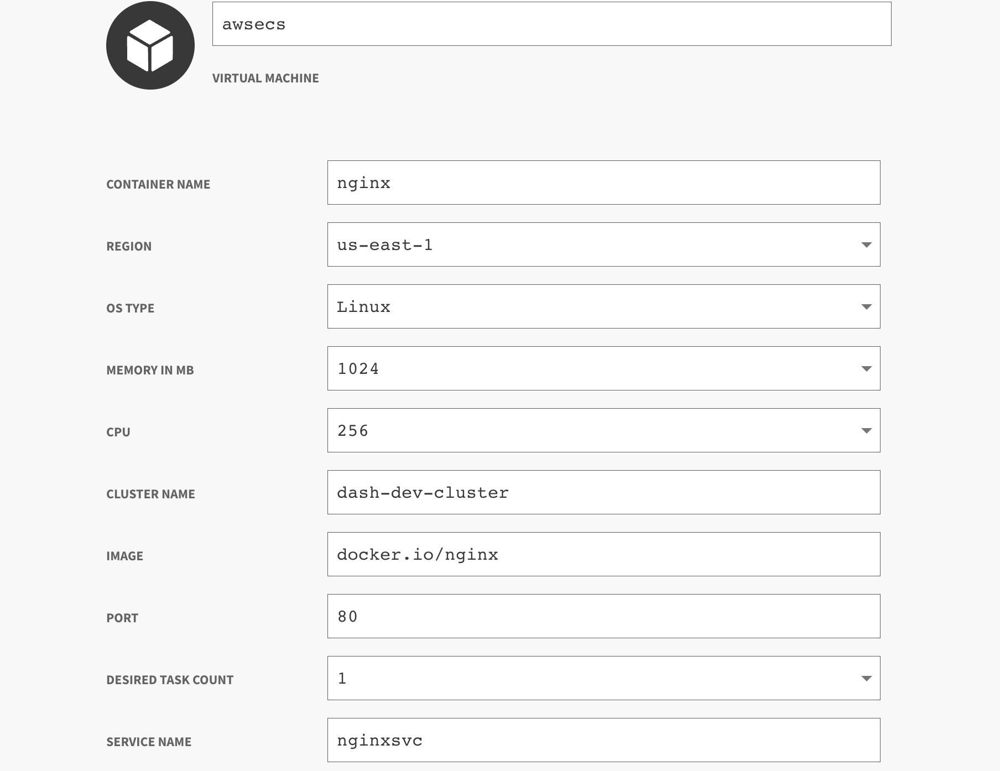 awsecs
VIRTUAL MACHINE
CONTAINER NAME nginx
REGION us-east-1
OS TYPE Linux
MEMORY IN MB 1024
CPU 256
CLUSTER NAME dash-dev-cluster
IMAGE docker.io/nginx
PORT 80
DESIRED TASK COUNT 1
SERVICE NAME nginxsvc